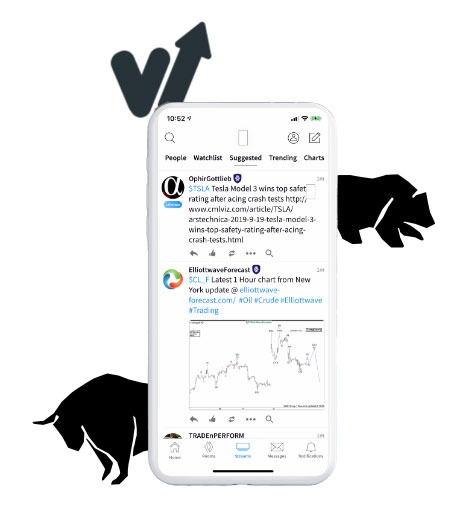 10:52
People Watchlist Suggested Trending Charts
OphirGottlieb
$TSLA Tesla Model 3 wins top safet
rating after acing crash tests http:/
www.cmlviz.com/article/TSLA/
arstechnica-2019-9-19-tesla-model-3-
wins-top-safety-rating-after-acing-
crash-tests.html
ElliottwaveForecast
$CL_F Latest 1 Hour chart from New
York update @ elliottwave-
forecast.com/ #Oil #Crude #Elliottwave
#Trading
TRADEnPERFORM
Home Rooms Streams Messages Notifications